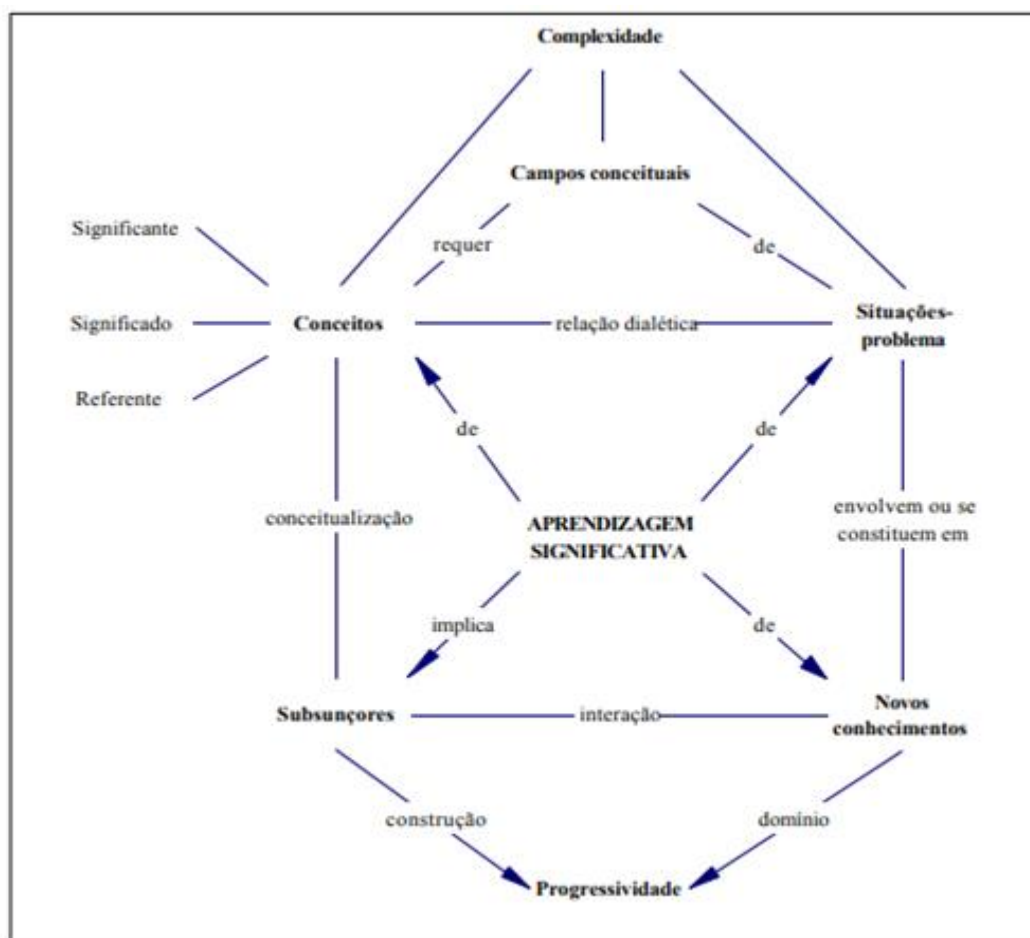 Complexidade
Campos conceituais
Significante
requer
de
Significado
Conceitos
relação dialética
Situações-
problema
Referente
de
de
conceitualização
APRENDIZAGEM
SIGNIFICATIVA
envolvem ou se
constituem em
implica
de
Subsunçores
interação
Novos
conhecimentos
construção
domínio
Progressividade